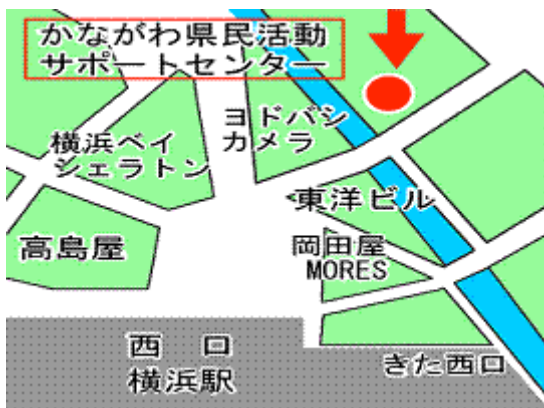 かながわ県民活動
サポートセンター
ヨドバシ
カメラ
横浜ベイ
シェラトン
東洋ビル
高島屋
岡田屋
MORES
西 口
横浜駅
きた西口